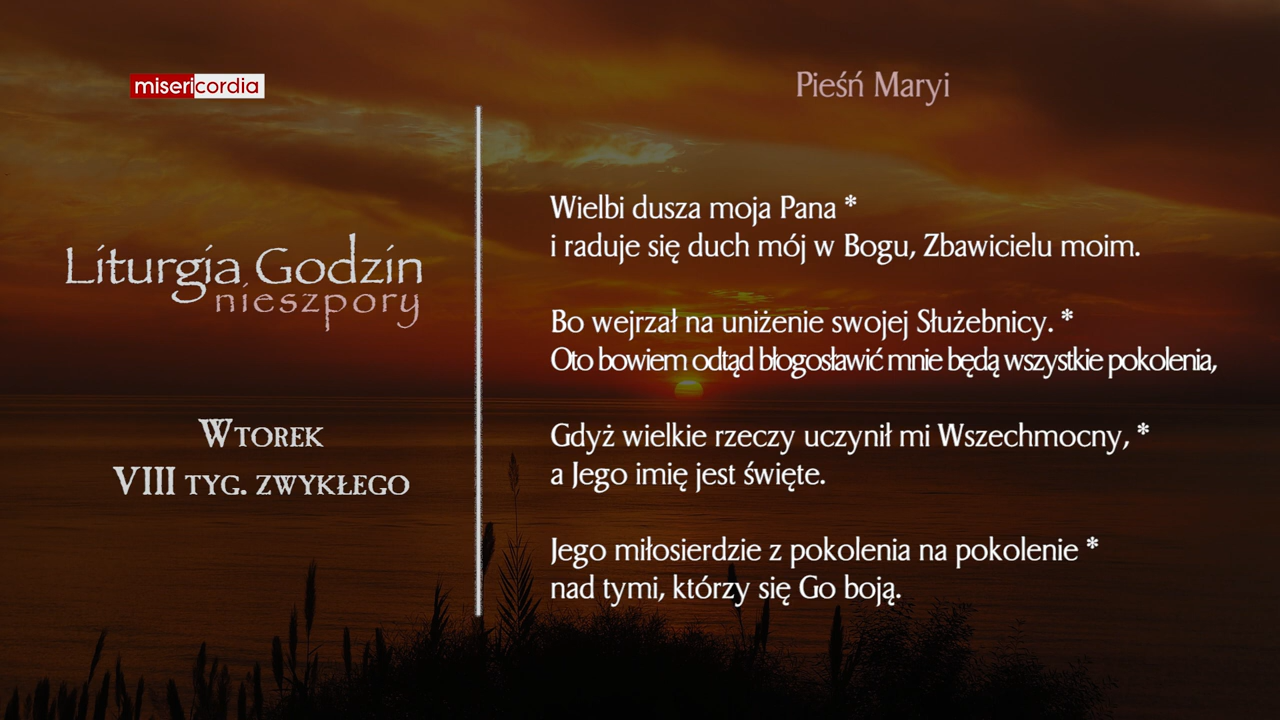 misericordia
Liturgia Godzin
nieszpory
Wtorek
VIII tyg. zwykłego
Pieśń Maryi
Wielbi dusza moja Pana *
i raduje się duch mój w Bogu, Zbawicielu moim.
Bo wejrzał na uniżenie swojej Służebnicy. *
Oto bowiem odtąd błogosławić mnie będą wszystkie pokolenia,
Gdyż wielkie rzeczy uczynił mi Wszechmocny, *
a Jego imię jest święte.
Jego miłosierdzie z pokolenia na pokolenie *
nad tymi, którzy się Go boją.